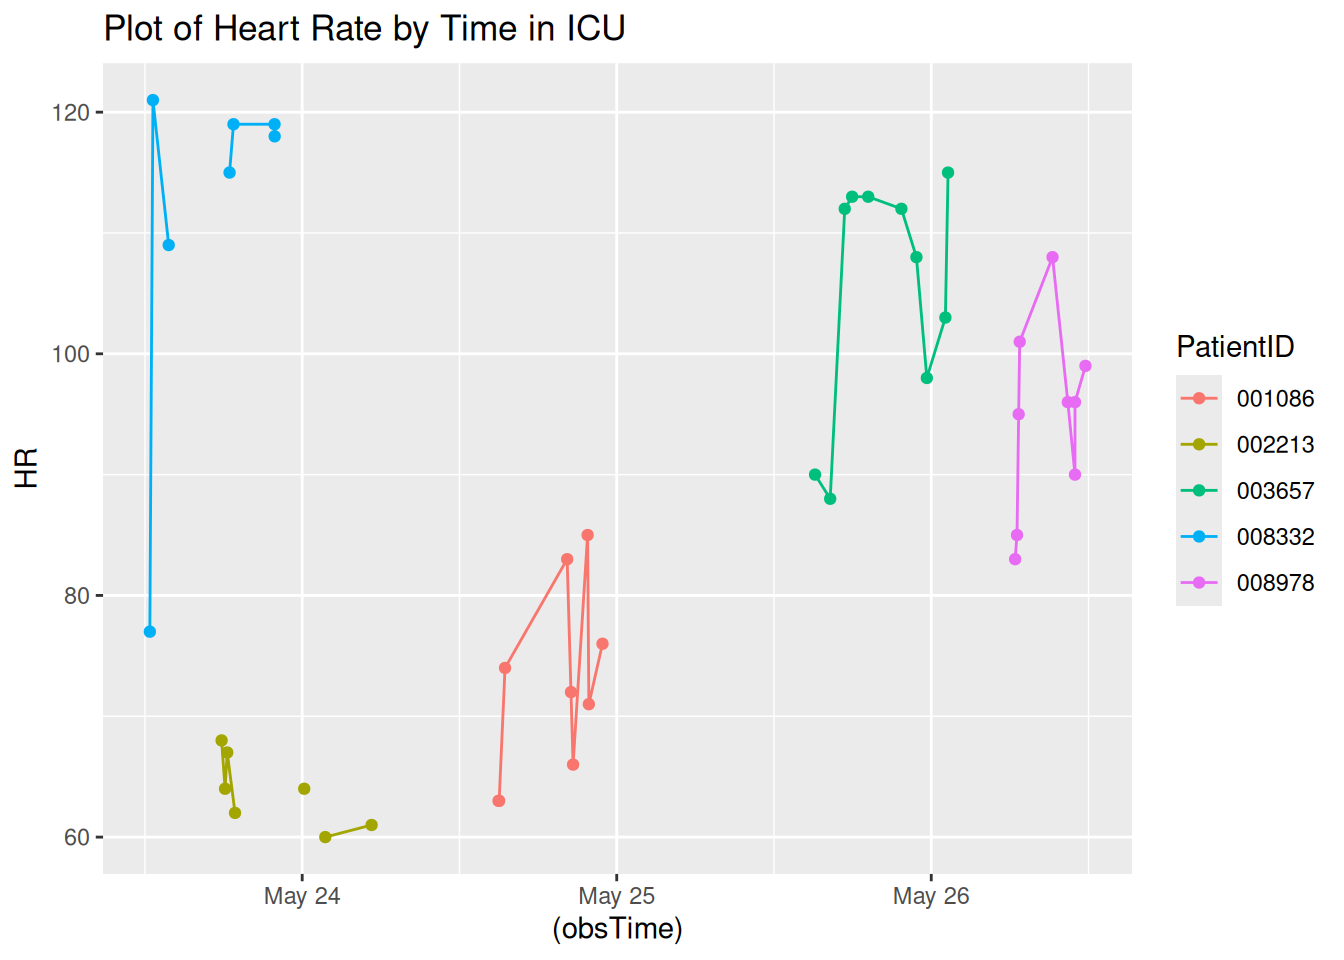 Plot of Heart Rate by Time in ICU
120
100
80
60
HR
May 24
May 25
May 26
(obsTime)
PatientID
001086
002213
003657
008332
008978